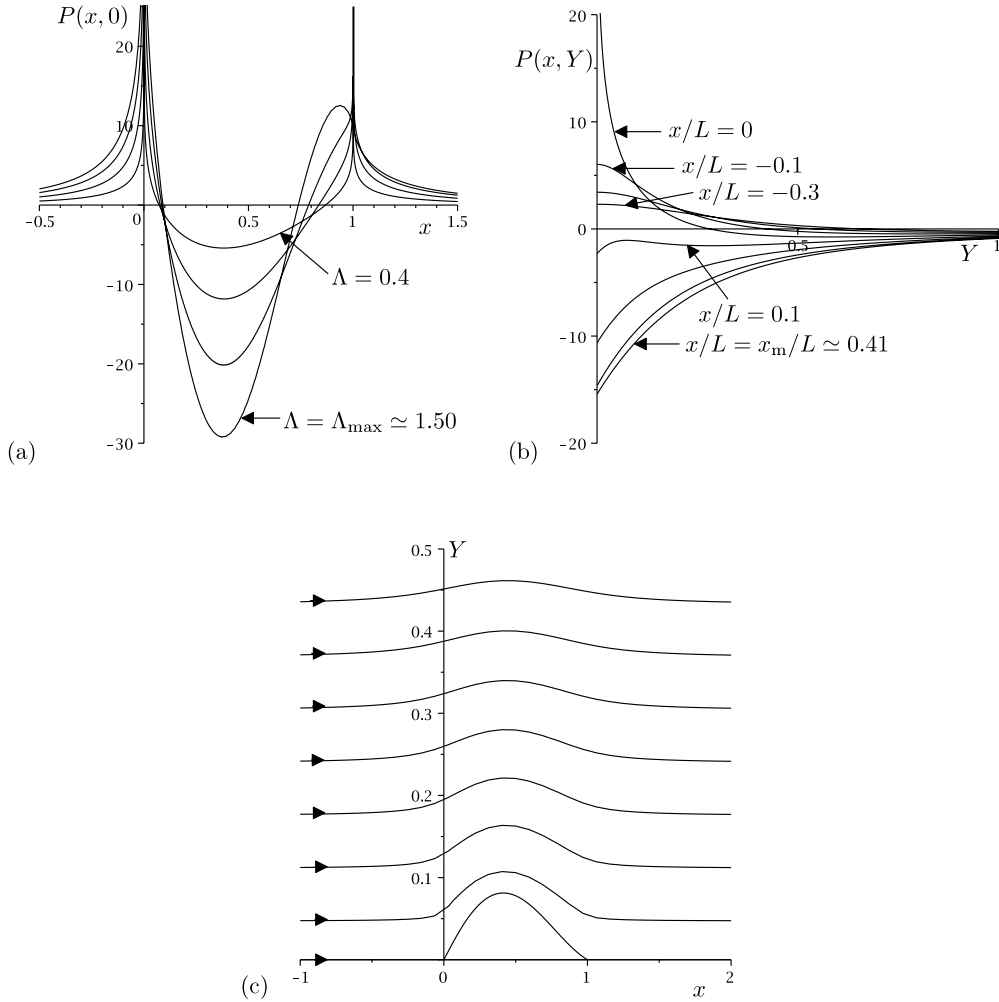 P(x, 0)
20
10
-0.5
0
0.5
1
1.5
x
-10
Λ = 0.4
-20
Λ = Λmax ≃ 1.50
-30
(a)
20
P(x, Y)
10
x/L = 0
x/L = −0.1
x/L = −0.3
0
0.5
1
Y
x/L = 0.1
-10
x/L = xm/L ≃ 0.41
-20
(b)
0.5
Y
0.4
0.3
0.2
0.1
-1
0
1
2
x
(c)